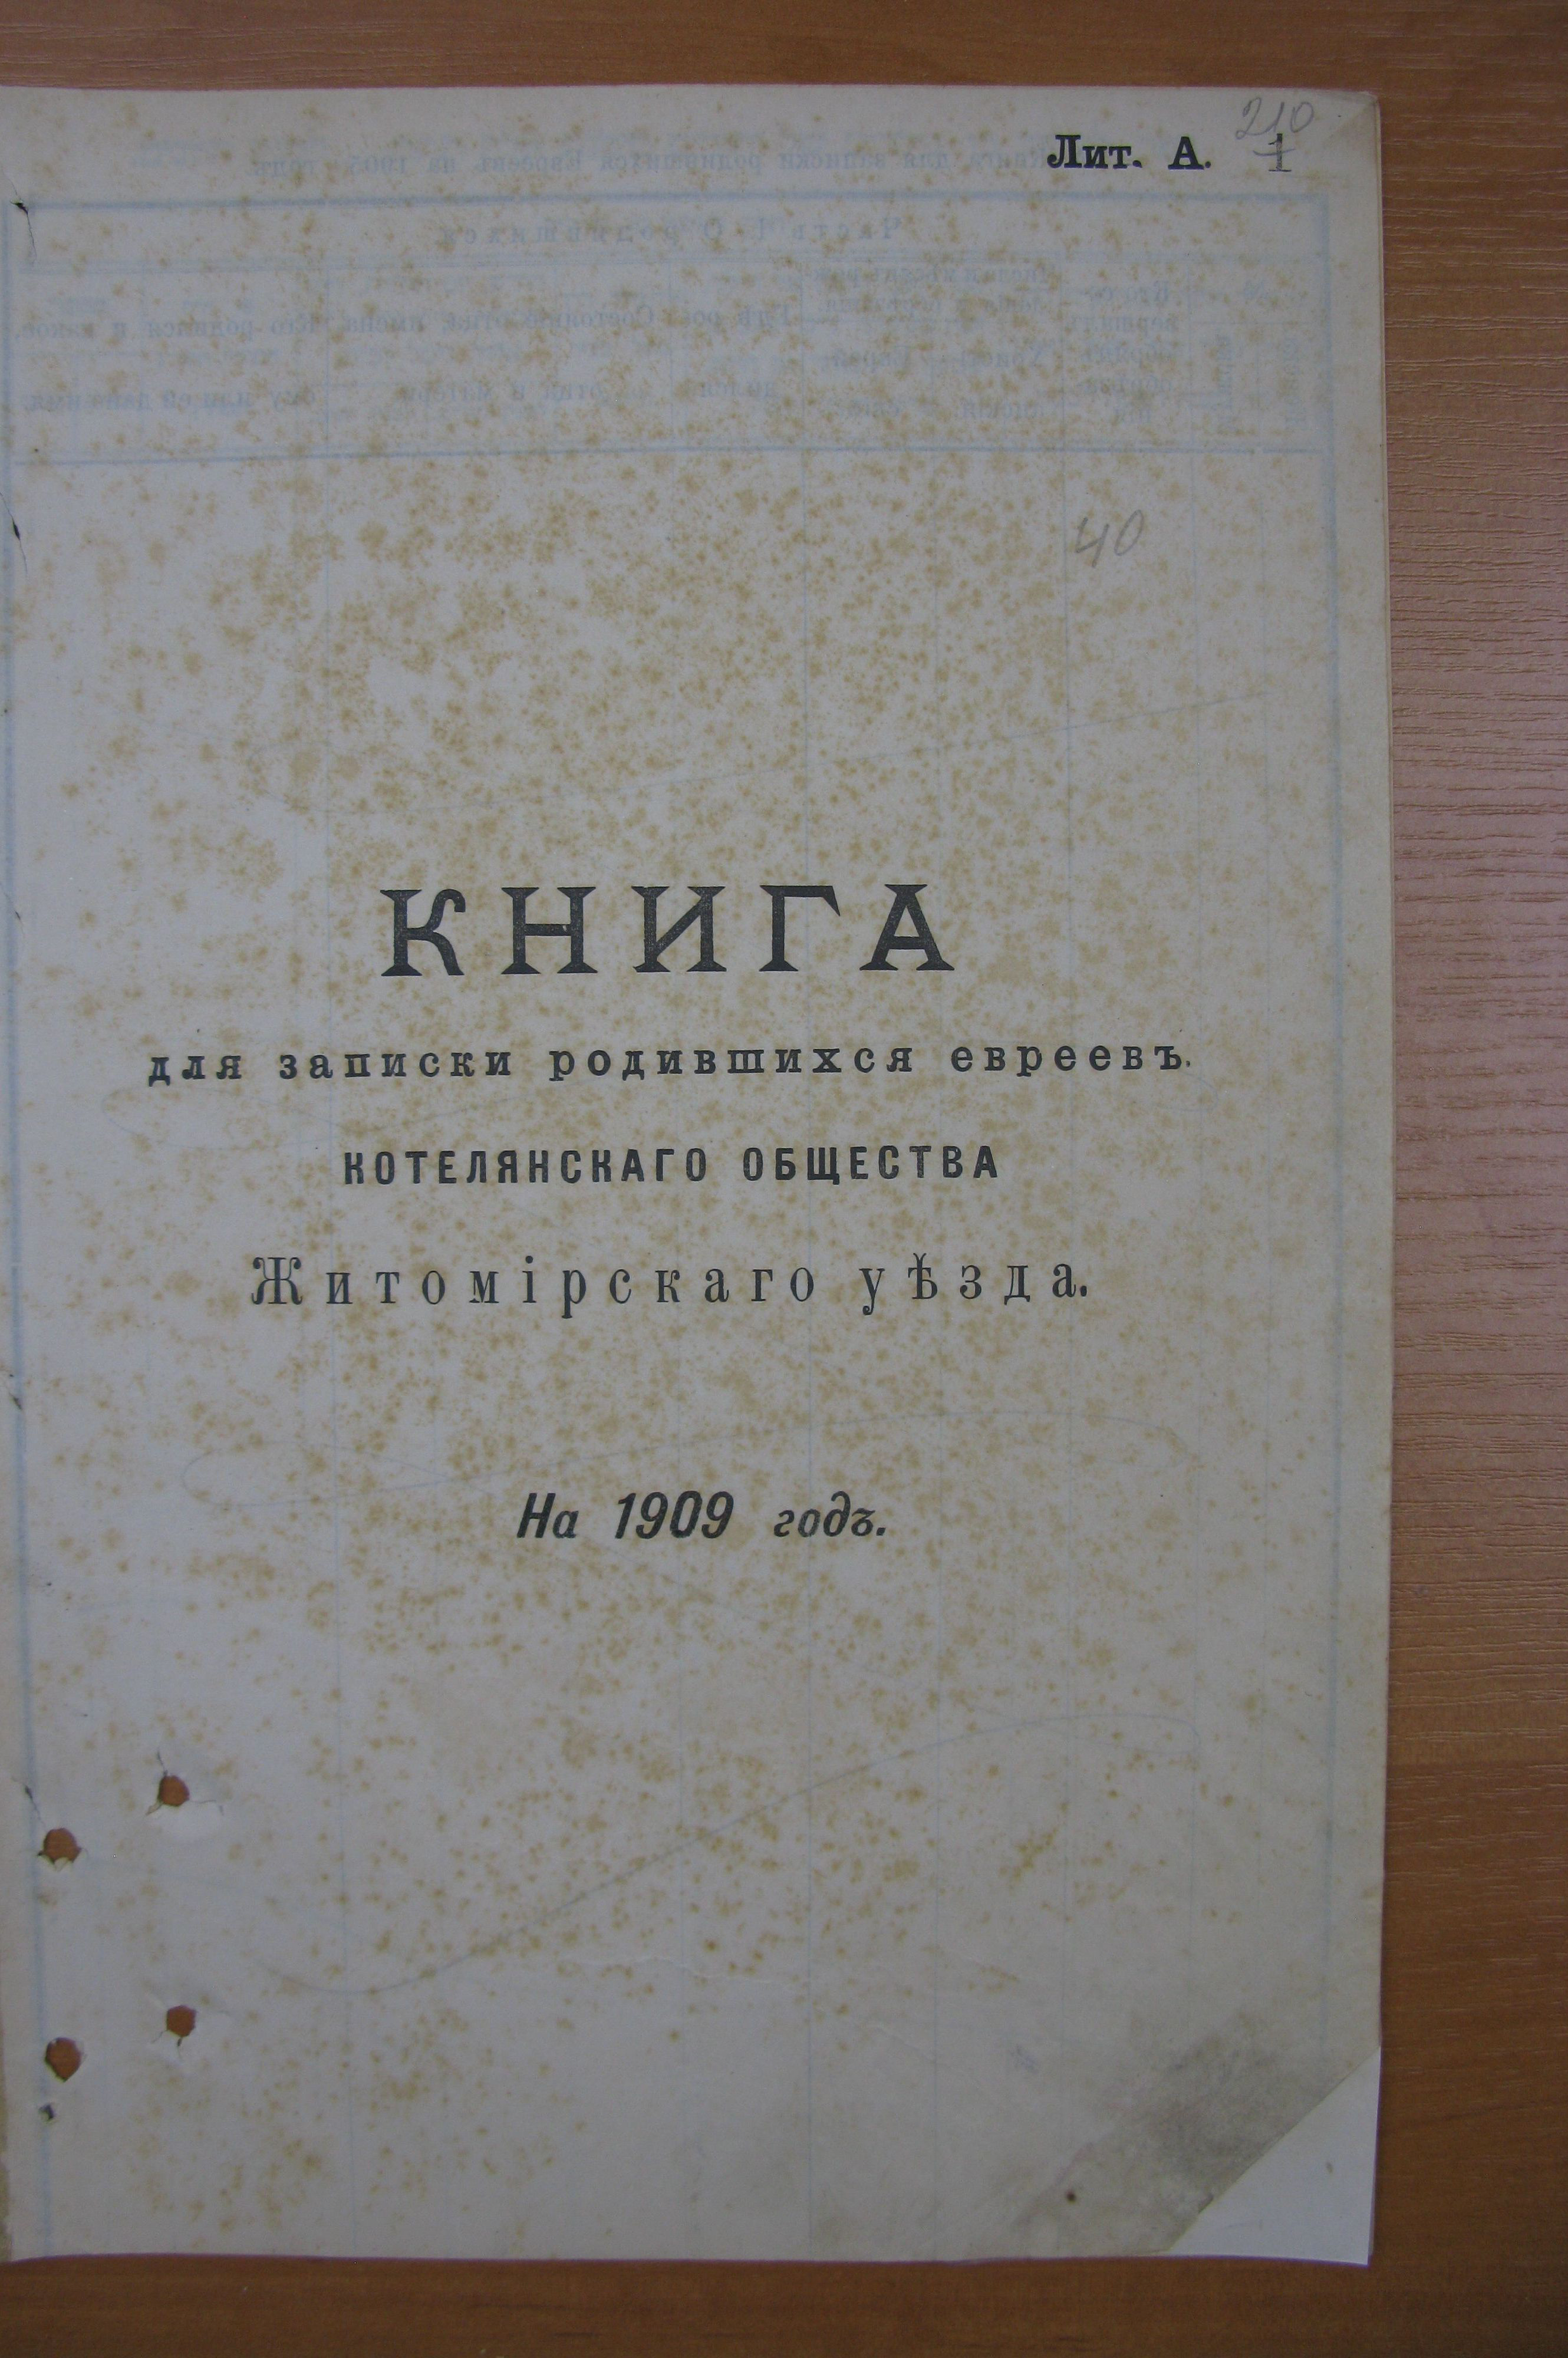 210
Лит. А. 1
40
КНИГА
для записки родившихся евреевъ.
КОТЕЛЯНСКАГО ОБЩЕСТВА
Житомірскаго уѣзда.
На 1909 годъ.